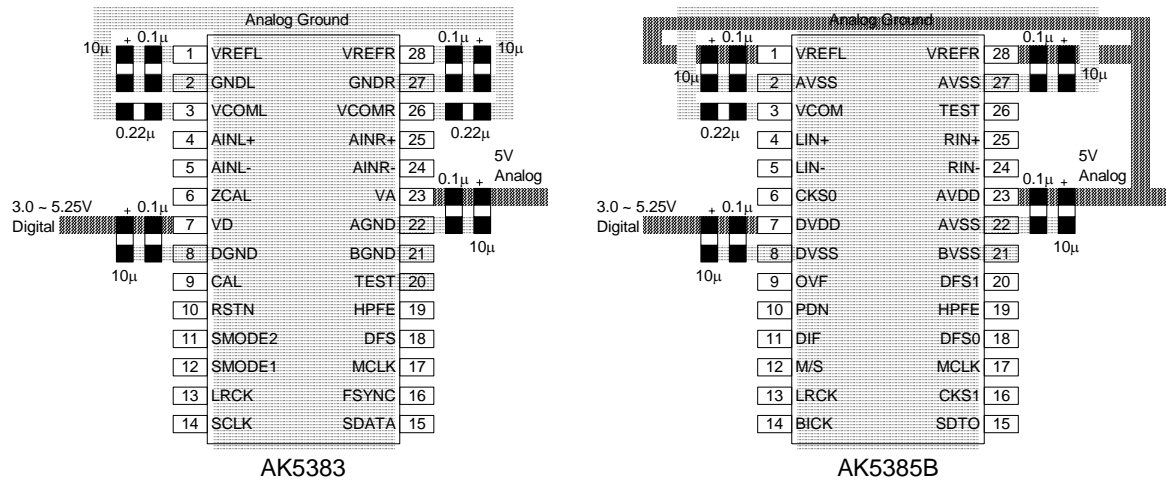 Analog Ground
10μ + 0.1μ 0.1μ + 10μ
1 VREFL VREFR 28
2 GNDL GNDR 27
3 VCOML VCOMR 26
0.22μ 0.22μ
4 AINL+ AINR+ 25
5 AINL- AINR- 24
5V
Analog
0.1μ +
6 ZCAL VA 23
3.0 ~ 5.25V
Digital
+ 0.1μ
7 VD AGND 22
10μ
8 DGND BGND 21
10μ
9 CAL TEST 20
10 RSTN HPFE 19
11 SMODE2 DFS 18
12 SMODE1 MCLK 17
13 LRCK FSYNC 16
14 SCLK SDATA 15
AK5383
Analog Ground
+ 0.1μ 0.1μ +
1 VREFL VREFR 28
10μ 10μ
2 AVSS AVSS 27
3 VCOM TEST 26
0.22μ
4 LIN+ RIN+ 25
5 LIN- RIN- 24
5V
Analog
0.1μ +
6 CKS0 AVDD 23
3.0 ~ 5.25V
Digital
+ 0.1μ
7 DVDD AVSS 22
10μ
8 DVSS BVSS 21
10μ
9 OVF DFS1 20
10 PDN HPFE 19
11 DIF DFS0 18
12 M/S MCLK 17
13 LRCK CKS1 16
14 BICK SDTO 15
AK5385B